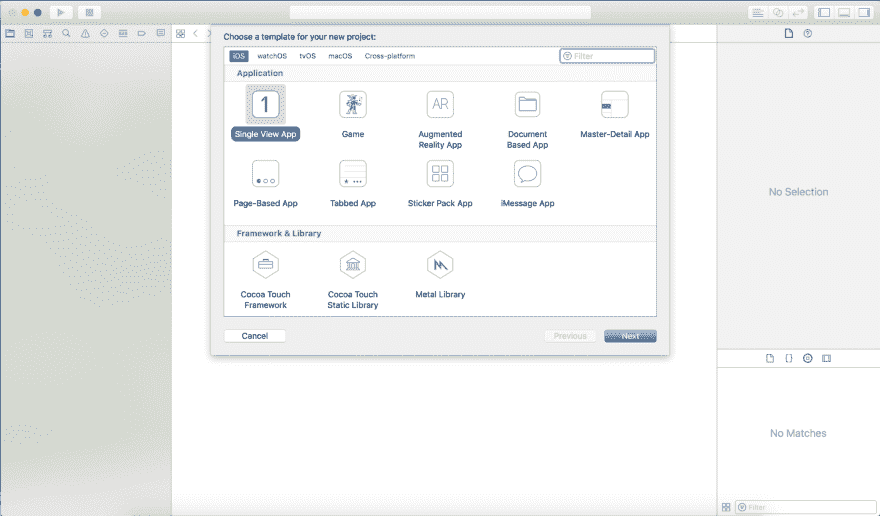 Choose a template for your new project:
iOS watchOS tvOS macOS Cross-platform
Filter
Application
1
AR
Single View App Game Augmented Reality App Document Based App Master-Detail App
Page-Based App Tabbed App Sticker Pack App iMessage App
Framework & Library
Cocoa Touch Framework Cocoa Touch Static Library Metal Library
Cancel Previous Next
No Selection
{}
No Matches
Filter